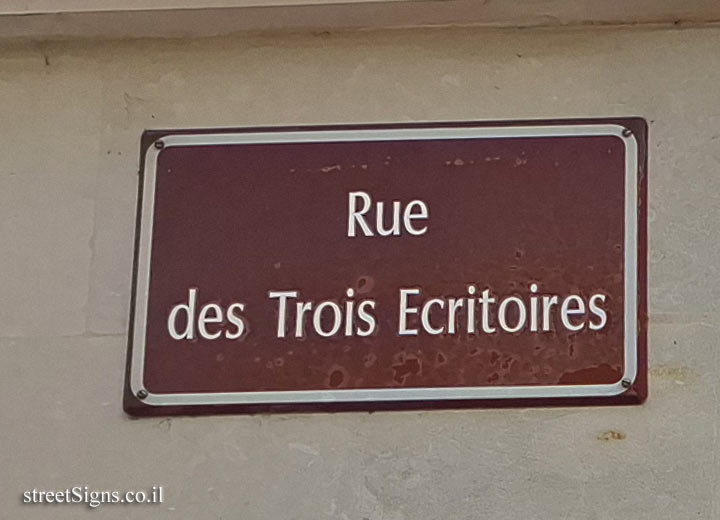 Rue
des Trois Ecritoires
streetSigns.co.il